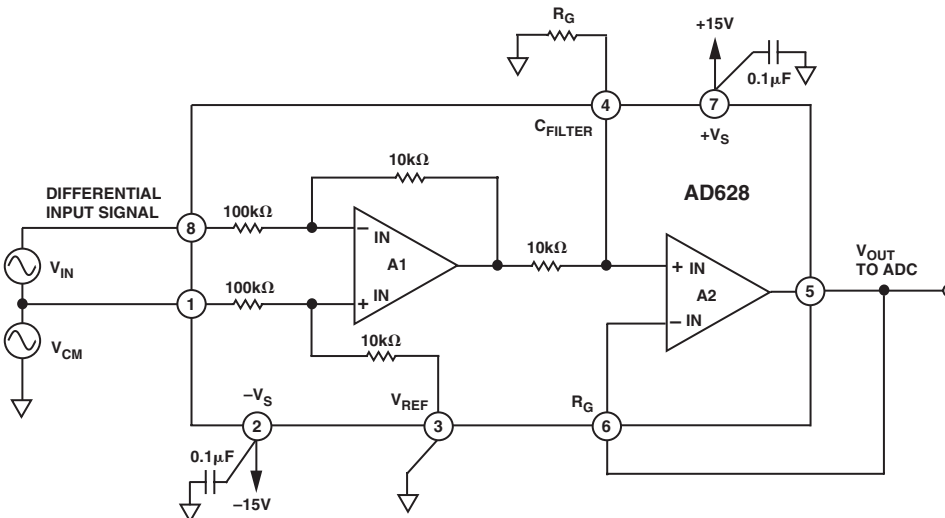 R_G
+15V
0.1µF
4
7
C_FILTER
+V_S
10kΩ
AD628
DIFFERENTIAL
INPUT SIGNAL
100kΩ
8
– IN
10kΩ
V_OUT
TO ADC
V_IN
A1
+ IN
A2
5
100kΩ
1
+ IN
– IN
V_CM
10kΩ
–V_S
V_REF
R_G
2
3
6
0.1µF
–15V